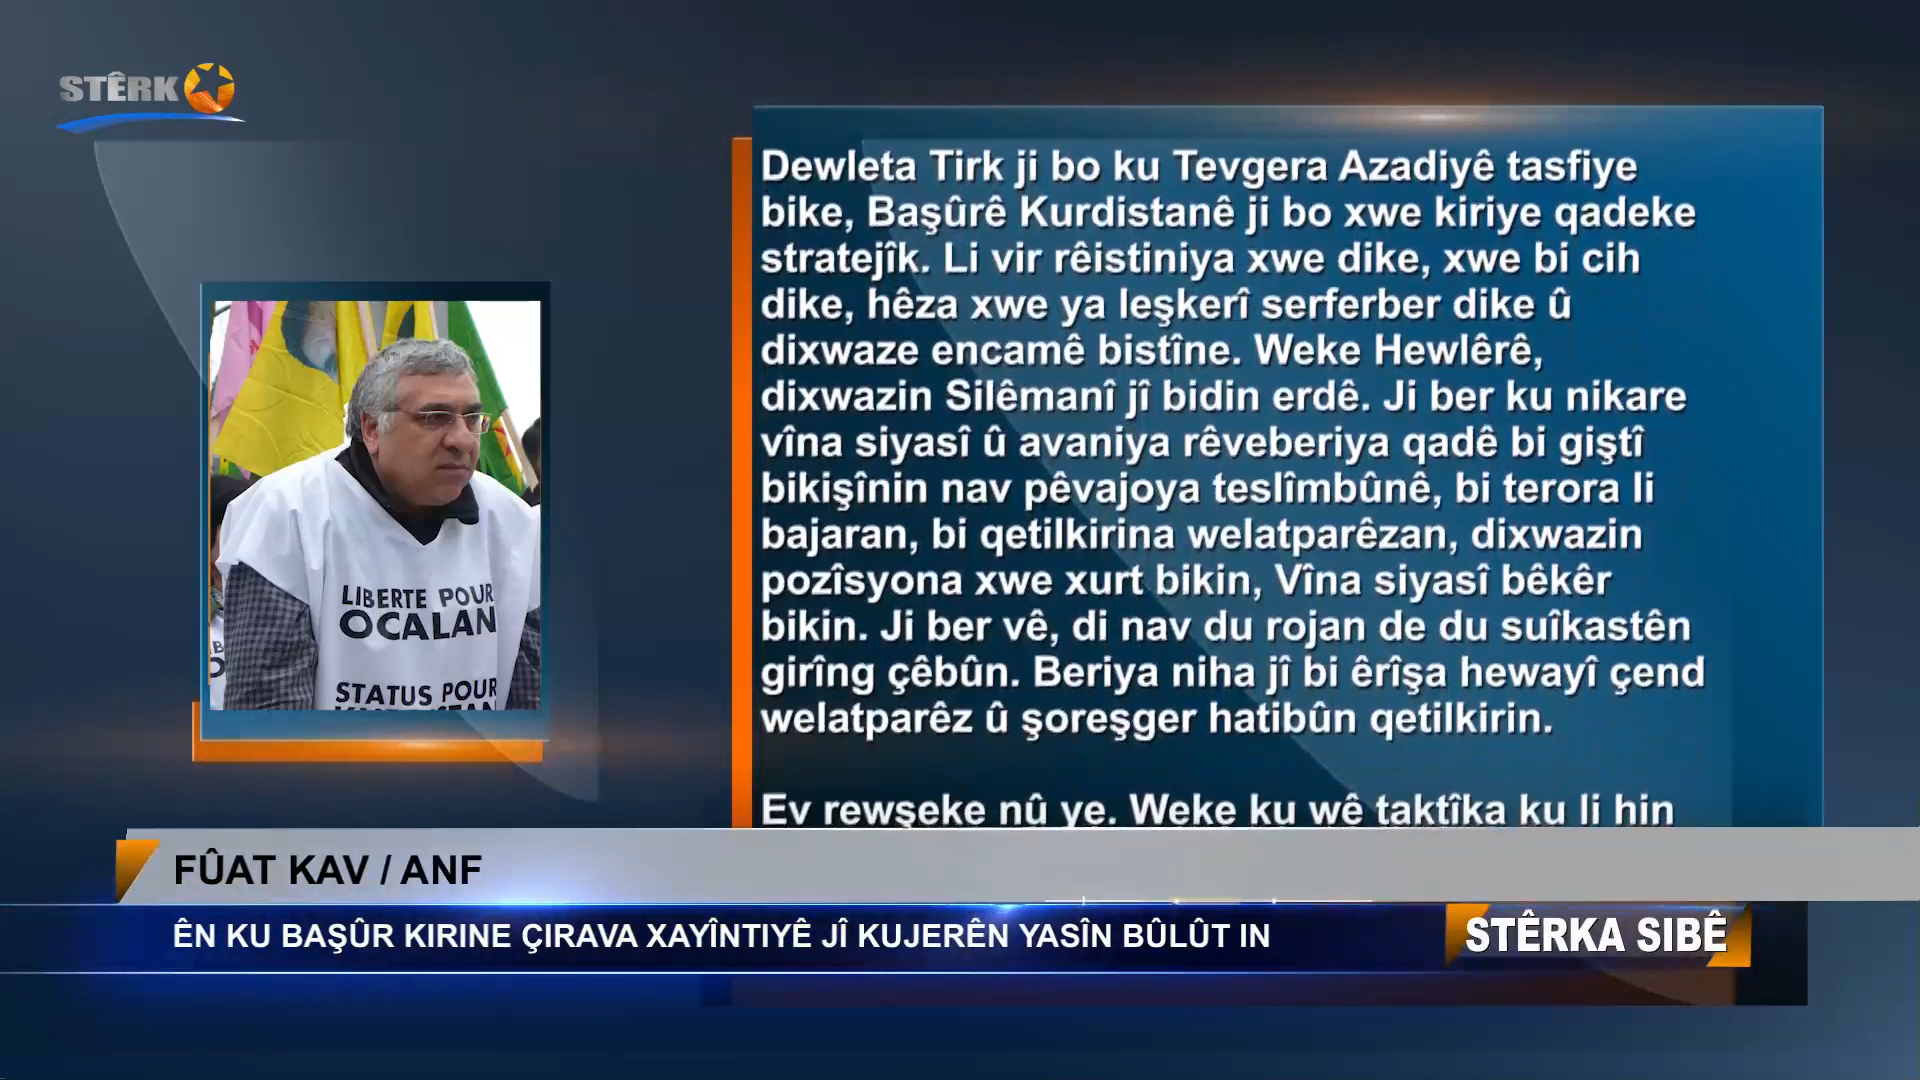 STÊRK
Dewleta Tirk ji bo ku Tevgera Azadiyê tasfiye
bike, Başûrê Kurdistanê ji bo xwe kiriye qadeke
stratejîk. Li vir rêistiniya xwe dike, xwe bi cih
dike, hêza xwe ya leşkerî serferber dike û
dixwaze encamê bistîne. Weke Hewlêrê,
dixwazin Silêmanî jî bidin erdê. Ji ber ku nikare
vîna siyasî û avaniya rêveberiya qadê bi giştî
bikişînin nav pêvajoya teslîmbûnê, bi terora li
bajaran, bi qetilkirina welatparêzan, dixwazin
pozîsyona xwe xurt bikin, Vîna siyasî bêkêr
bikin. Ji ber vê, di nav du rojan de du suîkastên
girîng çêbûn. Beriya niha jî bi êrîşa hewayî çend
welatparêz û şoreşger hatibûn qetilkirin.
Ev rewşeke nû ye. Weke ku wê taktîka ku li hin
LIBERTE POUR
OCALAN
STATUS POUR
FÛAT KAV / ANF
ÊN KU BAŞÛR KIRINE ÇIRAVA XAYÎNTIYÊ JÎ KUJERÊN YASÎN BÛLÛT IN
STÊRKA SIBÊ